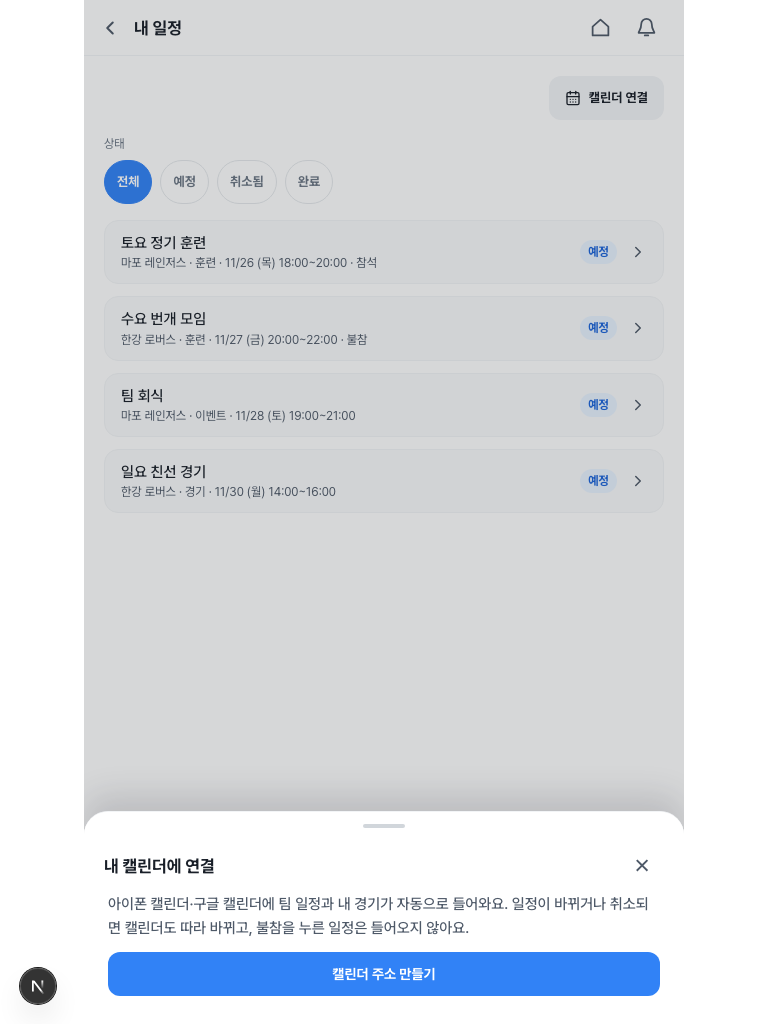 내 일정
캘린더 연결
상태
전체
예정
취소됨
완료
토요 정기 훈련
마포 레인저스 · 훈련 · 11/26 (목) 18:00~20:00 · 참석
예정
수요 번개 모임
한강 로버스 · 훈련 · 11/27 (금) 20:00~22:00 · 불참
예정
팀 회식
마포 레인저스 · 이벤트 · 11/28 (토) 19:00~21:00
예정
일요 친선 경기
한강 로버스 · 경기 · 11/30 (월) 14:00~16:00
예정
내 캘린더에 연결
아이폰 캘린더·구글 캘린더에 팀 일정과 내 경기가 자동으로 들어와요. 일정이 바뀌거나 취소되
면 캘린더도 따라 바뀌고, 불참을 누른 일정은 들어오지 않아요.
캘린더 주소 만들기
N